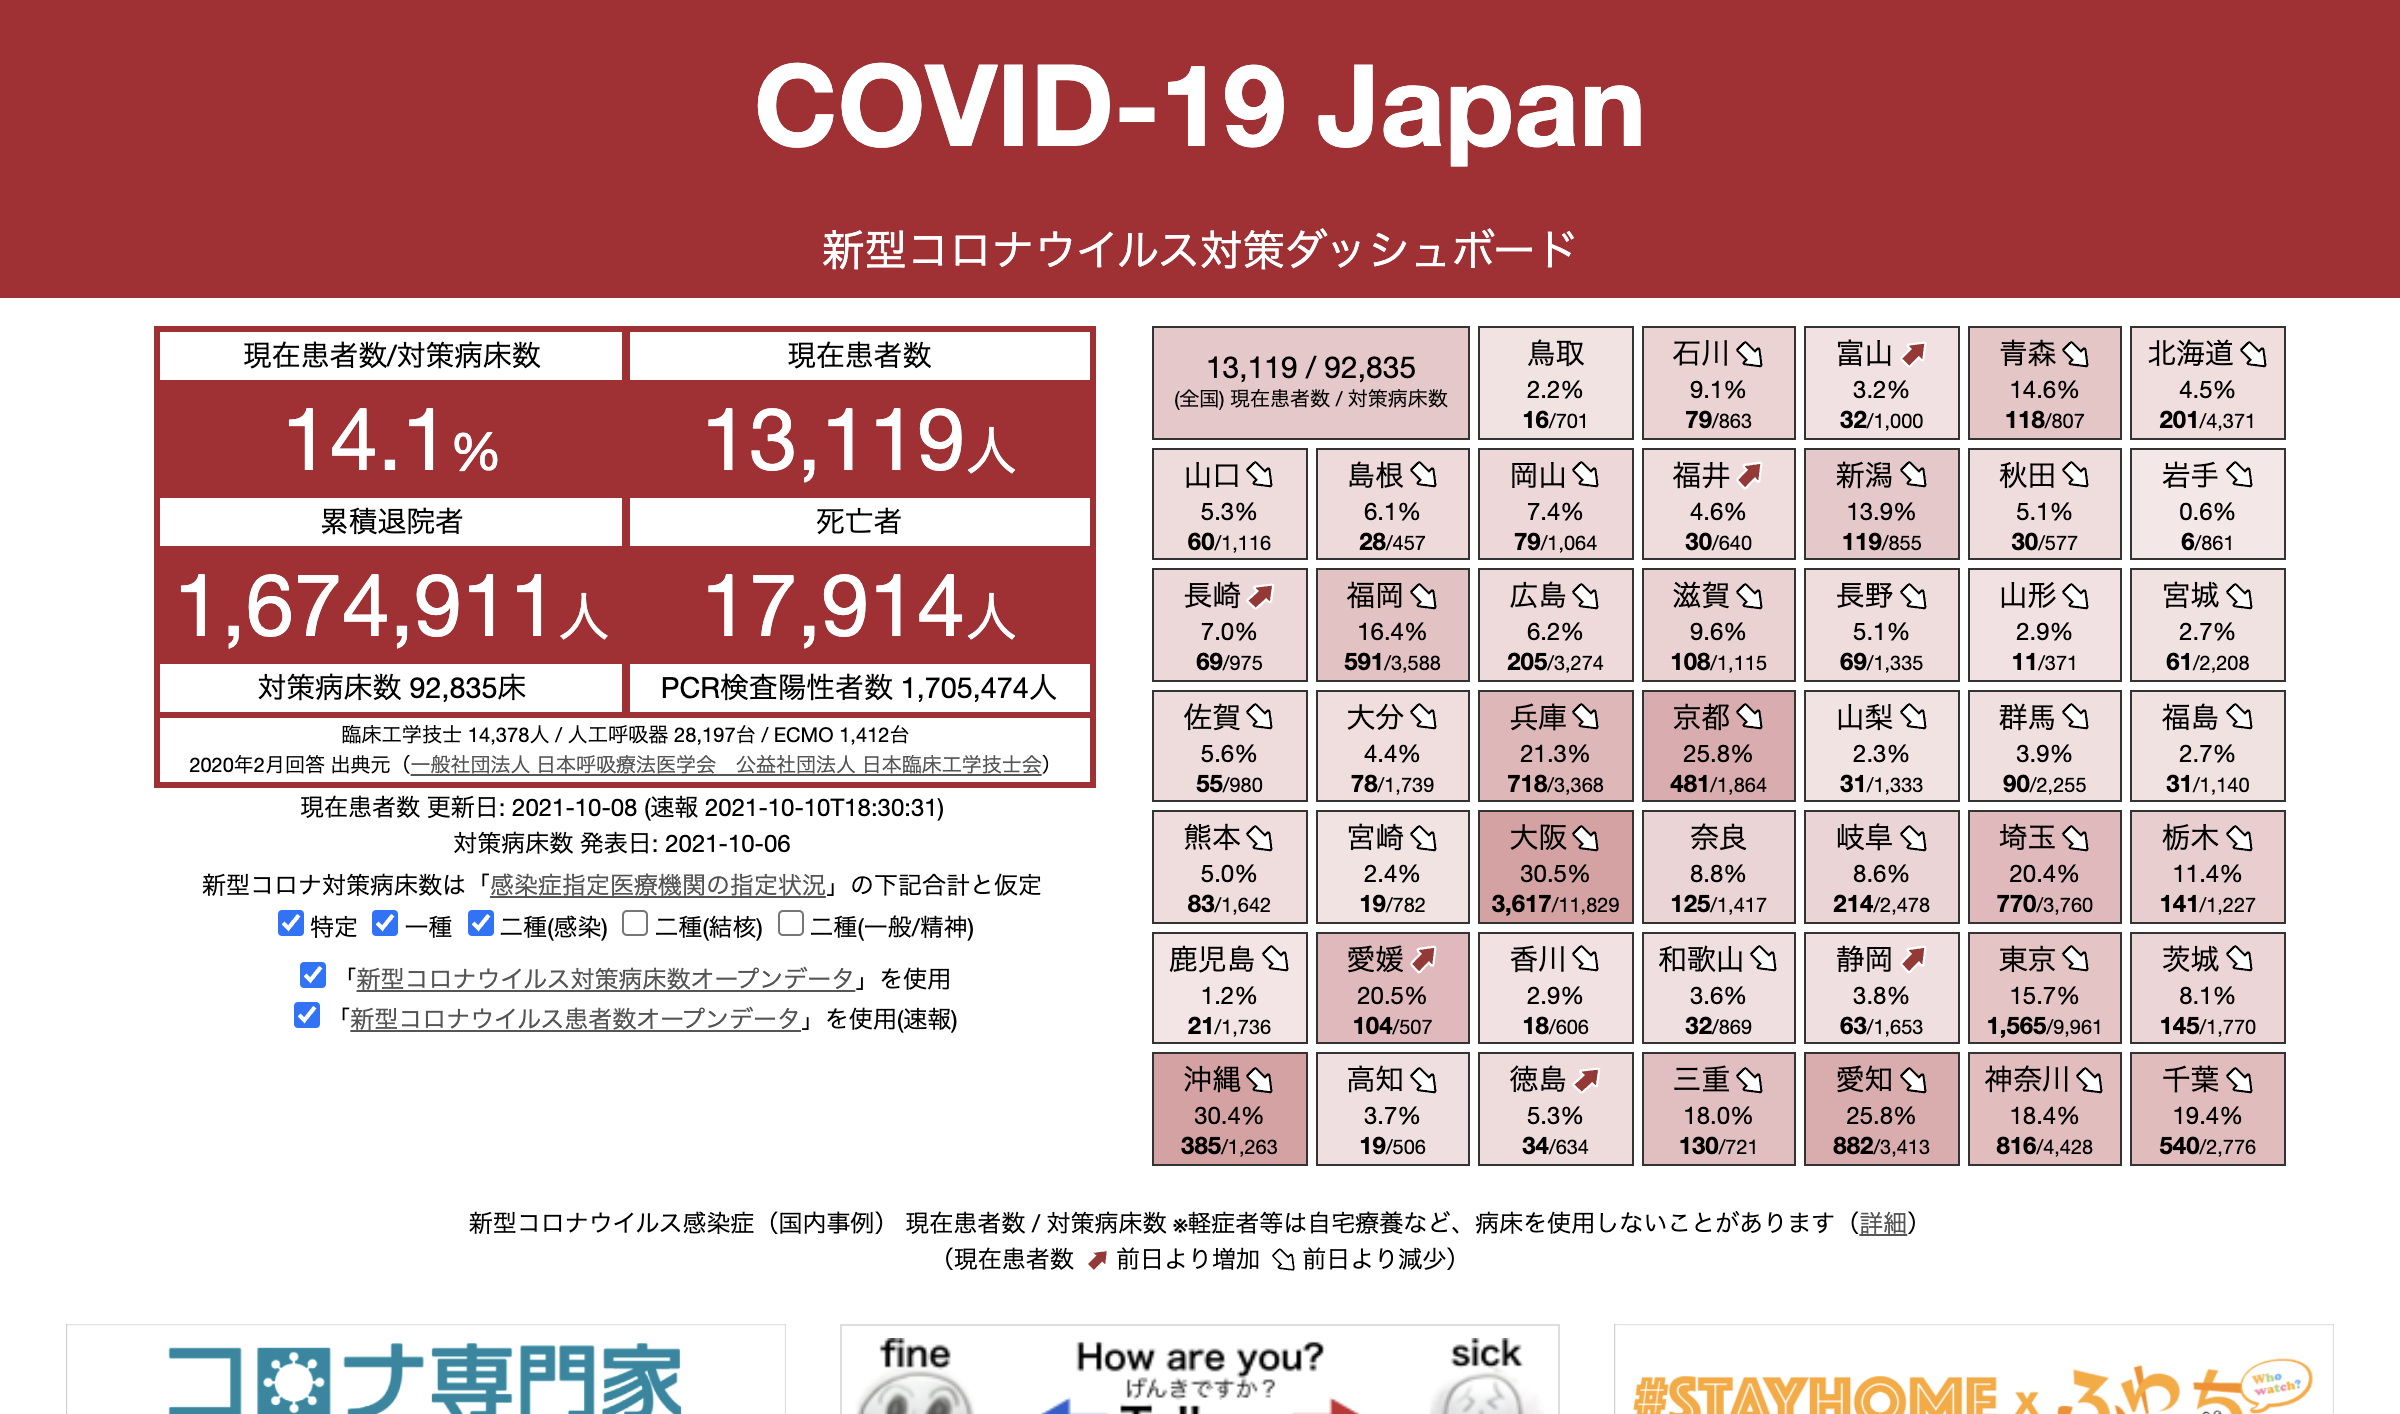 COVID-19 Japan
新型コロナウイルス対策ダッシュボード
現在患者数/対策病床数
現在患者数
14.1%
13,119人
累積退院者
死亡者
1,674,911人
17,914人
対策病床数 92,835床
PCR検査陽性者数 1,705,474人
臨床工学技士 14,378人 / 人工呼吸器 28,197台 / ECMO 1,412台
2020年2月回答 出典元（一般社団法人 日本呼吸療法医学会　公益社団法人 日本臨床工学技士会）
現在患者数 更新日: 2021-10-08 (速報 2021-10-10T18:30:31)
対策病床数 発表日: 2021-10-06
新型コロナ対策病床数は「感染症指定医療機関の指定状況」の下記合計と仮定
特定 一種 二種(感染) 二種(結核) 二種(一般/精神)
「新型コロナウイルス対策病床数オープンデータ」を使用
「新型コロナウイルス患者数オープンデータ」を使用(速報)
13,119 / 92,835
(全国) 現在患者数 / 対策病床数
鳥取
2.2%
16/701
石川
9.1%
79/863
富山
3.2%
32/1,000
青森
14.6%
118/807
北海道
4.5%
201/4,371
山口
5.3%
60/1,116
島根
6.1%
28/457
岡山
7.4%
79/1,064
福井
4.6%
30/640
新潟
13.9%
119/855
秋田
5.1%
30/577
岩手
0.6%
6/861
長崎
7.0%
69/975
福岡
16.4%
591/3,588
広島
6.2%
205/3,274
滋賀
9.6%
108/1,115
長野
5.1%
69/1,335
山形
2.9%
11/371
宮城
2.7%
61/2,208
佐賀
5.6%
55/980
大分
4.4%
78/1,739
兵庫
21.3%
718/3,368
京都
25.8%
481/1,864
山梨
2.3%
31/1,333
群馬
3.9%
90/2,255
福島
2.7%
31/1,140
熊本
5.0%
83/1,642
宮崎
2.4%
19/782
大阪
30.5%
3,617/11,829
奈良
8.8%
125/1,417
岐阜
8.6%
214/2,478
埼玉
20.4%
770/3,760
栃木
11.4%
141/1,227
鹿児島
1.2%
21/1,736
愛媛
20.5%
104/507
香川
2.9%
18/606
和歌山
3.6%
32/869
静岡
3.8%
63/1,653
東京
15.7%
1,565/9,961
茨城
8.1%
145/1,770
沖縄
30.4%
385/1,263
高知
3.7%
19/506
徳島
5.3%
34/634
三重
18.0%
130/721
愛知
25.8%
882/3,413
神奈川
18.4%
816/4,428
千葉
19.4%
540/2,776
新型コロナウイルス感染症（国内事例） 現在患者数 / 対策病床数 ※軽症者等は自宅療養など、病床を使用しないことがあります（詳細）
（現在患者数 前日より増加 前日より減少）
コロナ専門家
fine
How are you?
sick
げんきですか？
#STAYHOME x ふわっち
Who watch?